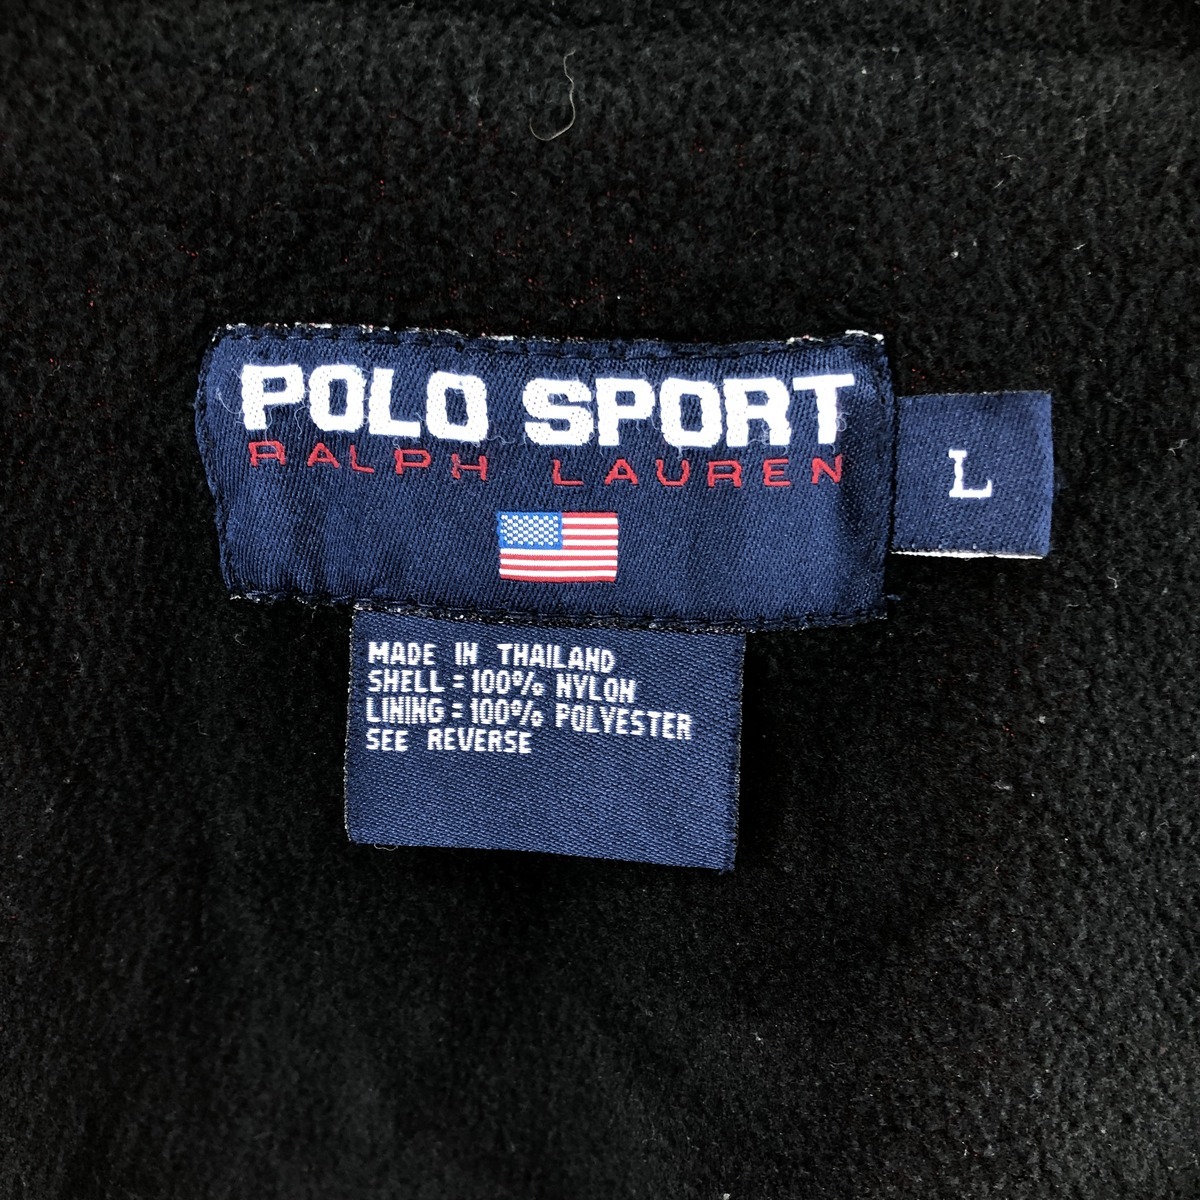 POLO SPORT
RALPH LAUREN
L
MADE IN THAILAND
SHELL = 100% NYLON
LINING = 100% POLYESTER
SEE REVERSE